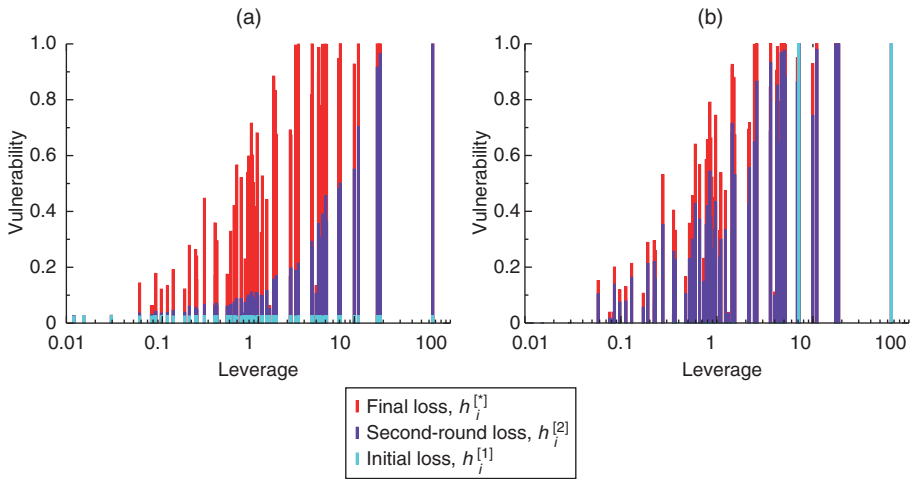 (a)
(b)
1.0
0.8
0.6
0.4
0.2
0
Vulnerability
0.01
0.1
1
10
100
Leverage
1.0
0.8
0.6
0.4
0.2
0
Vulnerability
0.01
0.1
1
10
100
Leverage
Final loss, h_i^[*]
Second-round loss, h_i^[2]
Initial loss, h_i^[1]